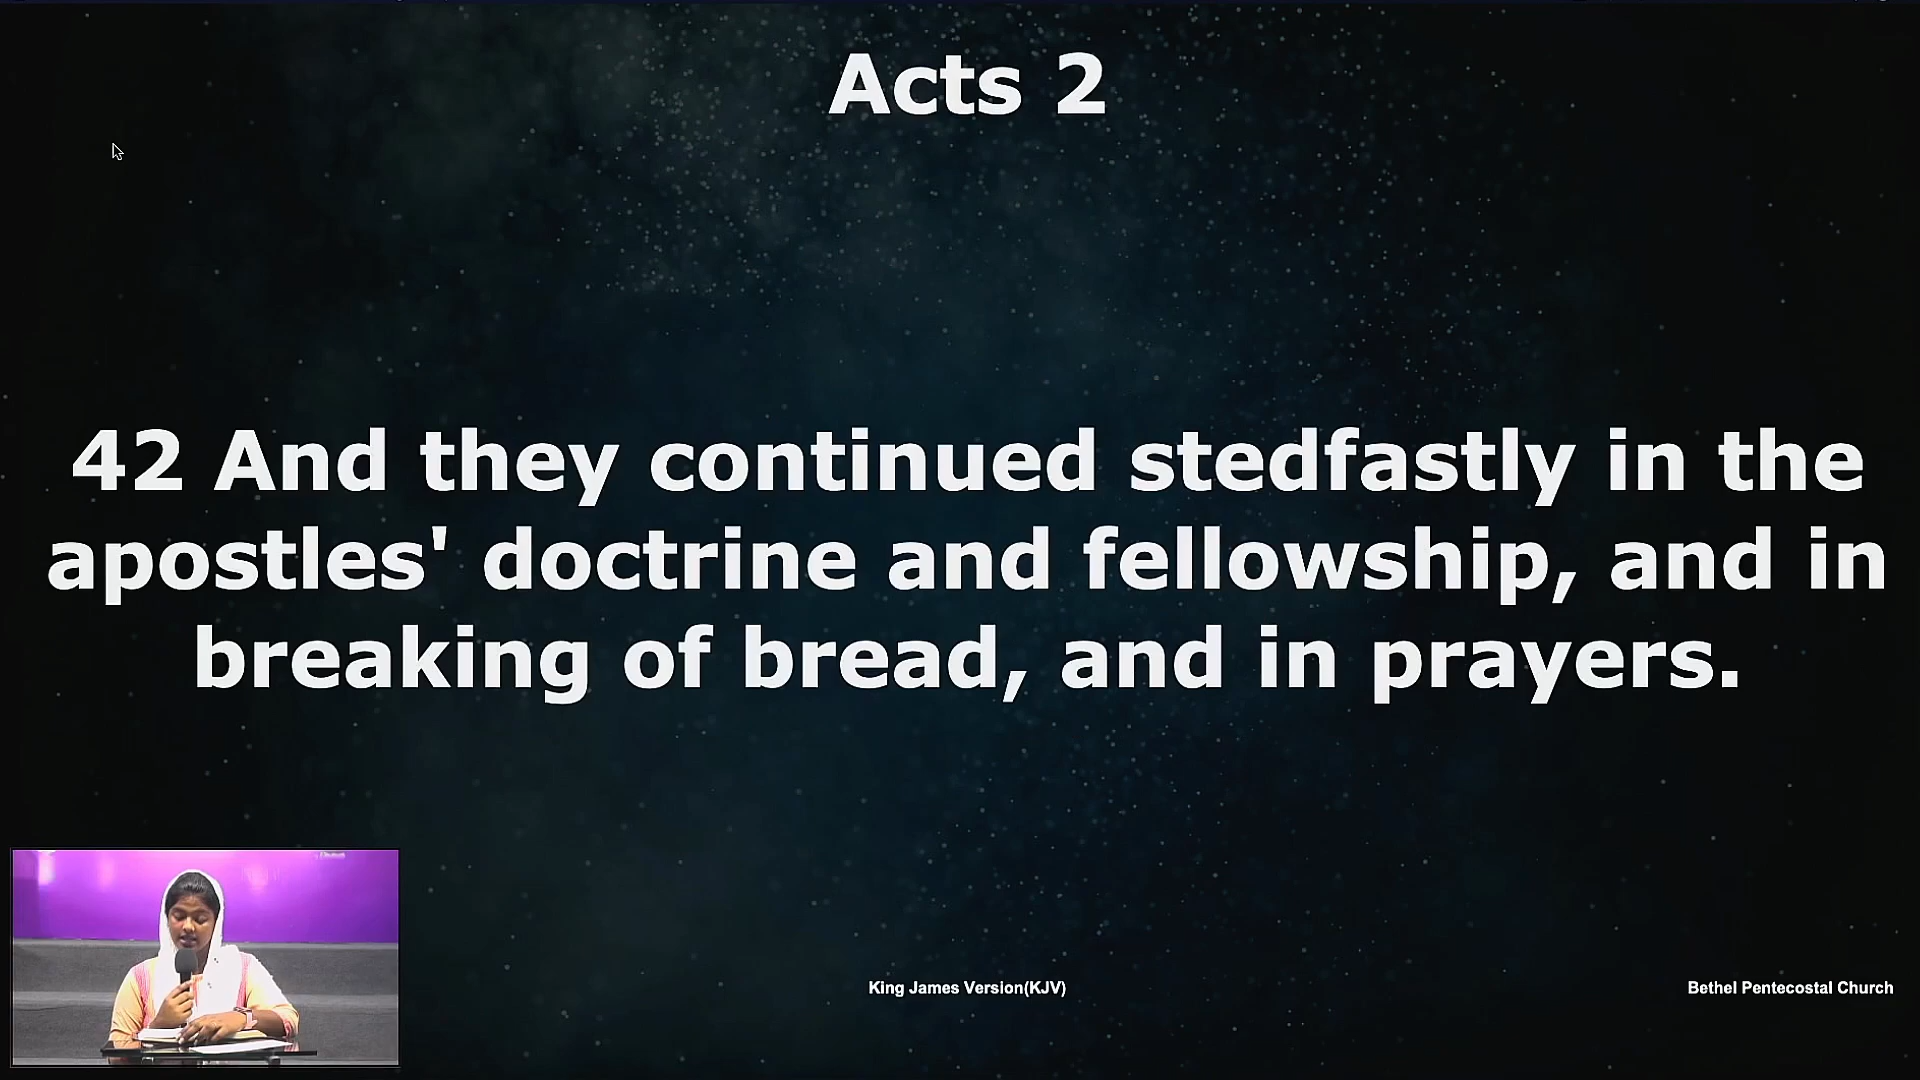 Acts 2
42 And they continued stedfastly in the
apostles' doctrine and fellowship, and in
breaking of bread, and in prayers.
King James Version(KJV)
Bethel Pentecostal Church